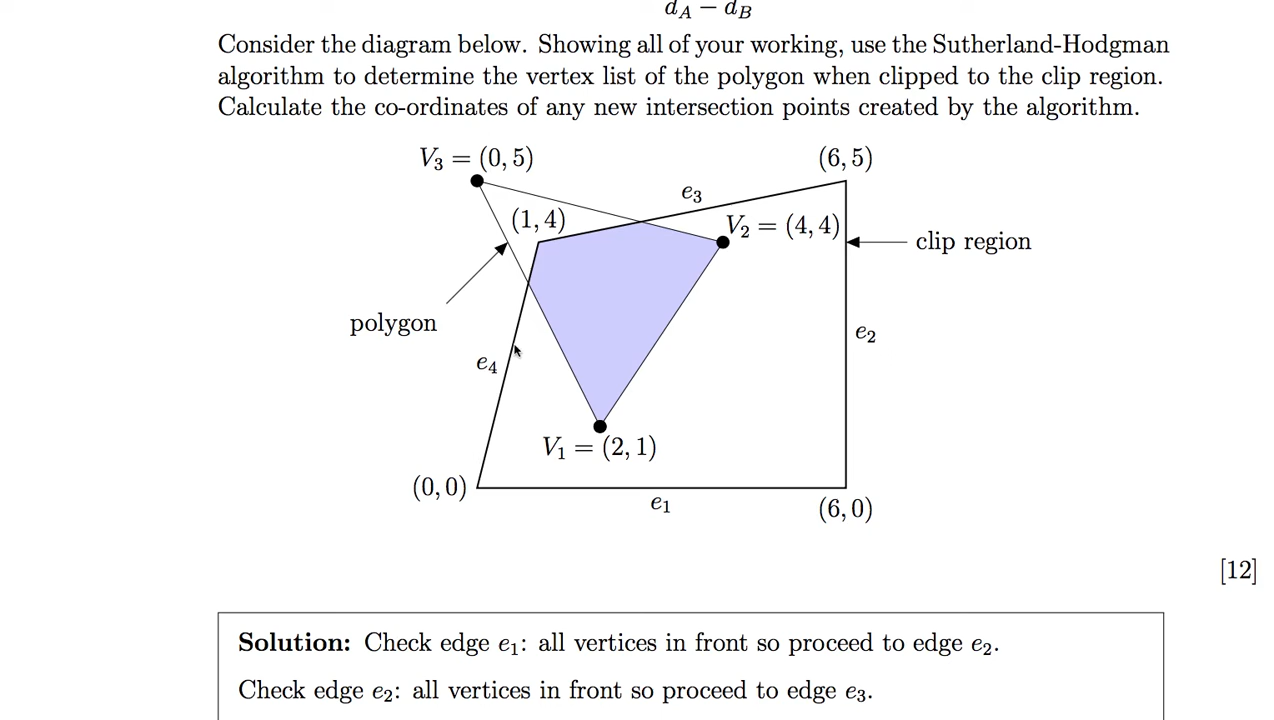 d_A − d_B
Consider the diagram below. Showing all of your working, use the Sutherland-Hodgman
algorithm to determine the vertex list of the polygon when clipped to the clip region.
Calculate the co-ordinates of any new intersection points created by the algorithm.
V₃ = (0, 5)
(6, 5)
e₃
(1, 4)
V₂ = (4, 4)
clip region
polygon
e₂
e₄
V₁ = (2, 1)
(0, 0)
e₁
(6, 0)
[12]
Solution: Check edge e₁: all vertices in front so proceed to edge e₂.
Check edge e₂: all vertices in front so proceed to edge e₃.